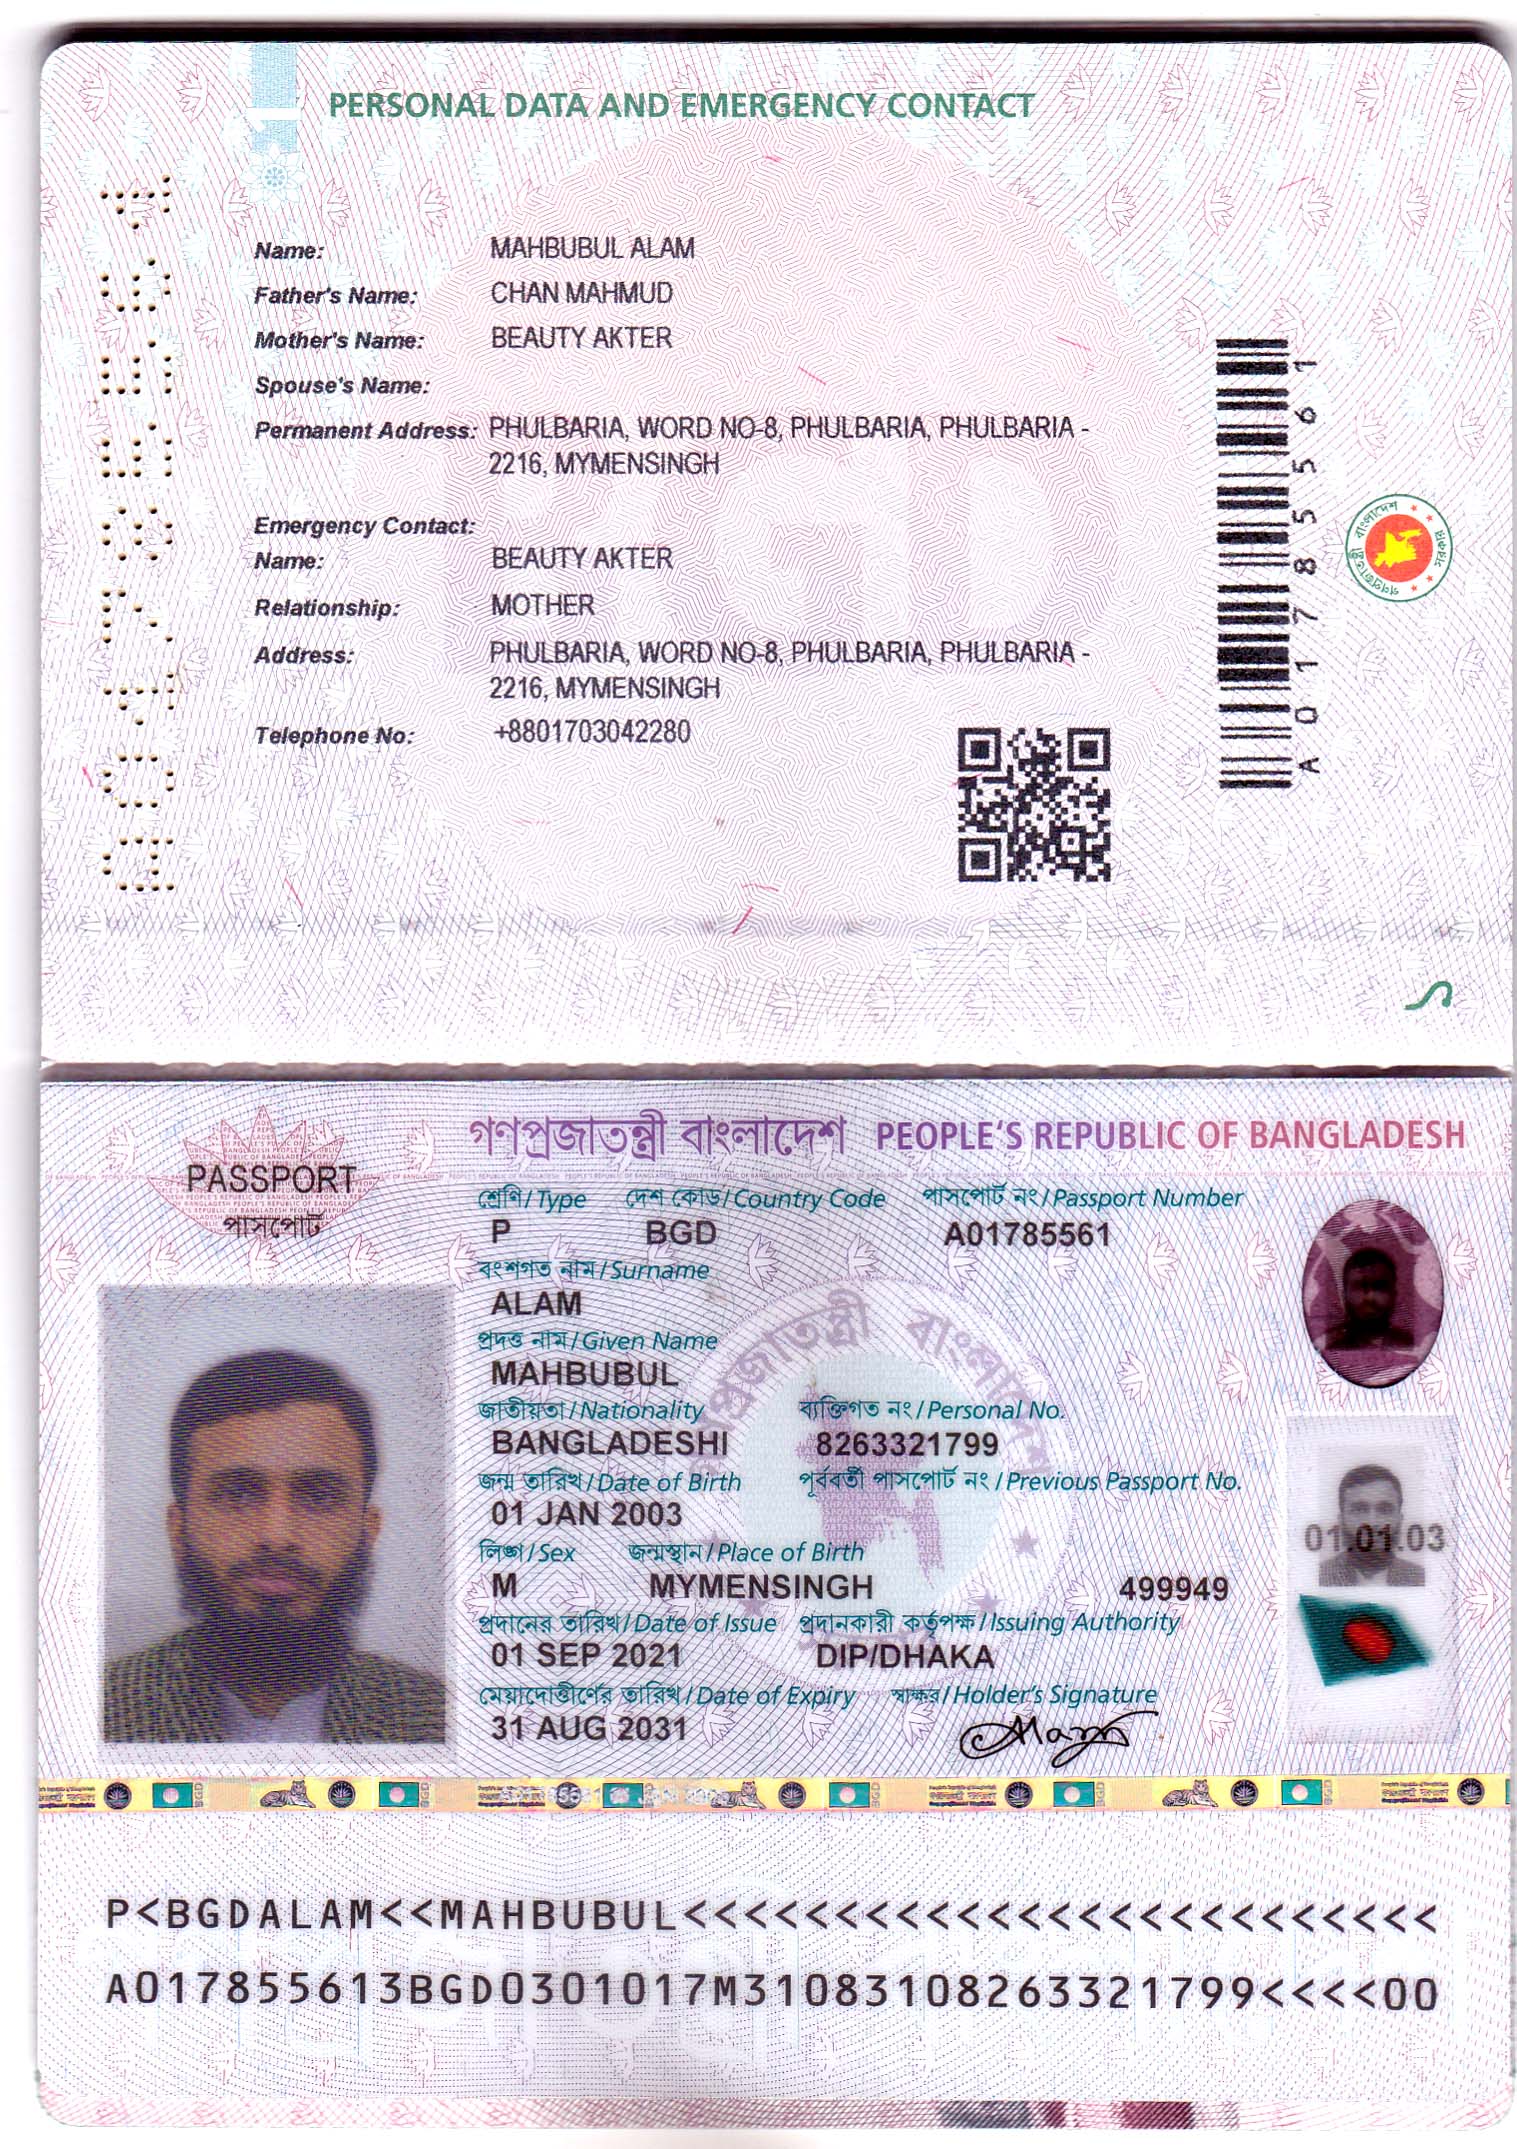 PERSONAL DATA AND EMERGENCY CONTACT
Name: MAHBUBUL ALAM
Father's Name: CHAN MAHMUD
Mother's Name: BEAUTY AKTER
Spouse's Name:
Permanent Address: PHULBARIA, WORD NO-8, PHULBARIA, PHULBARIA -
2216, MYMENSINGH
Emergency Contact:
Name: BEAUTY AKTER
Relationship: MOTHER
Address: PHULBARIA, WORD NO-8, PHULBARIA, PHULBARIA -
2216, MYMENSINGH
Telephone No: +8801703042280
A01785561
গণপ্রজাতন্ত্রী বাংলাদেশ PEOPLE'S REPUBLIC OF BANGLADESH
PASSPORT
পাসপোর্ট
শ্রেণি/Type দেশ কোড/Country Code পাসপোর্ট নং/Passport Number
P BGD A01785561
বংশগত নাম/Surname
ALAM
প্রদত্ত নাম/Given Name
MAHBUBUL
জাতীয়তা/Nationality ব্যক্তিগত নং/Personal No.
BANGLADESHI 8263321799
জন্ম তারিখ/Date of Birth পূর্ববর্তী পাসপোর্ট নং/Previous Passport No.
01 JAN 2003
01.01.03
লিঙ্গ/Sex জন্মস্থান/Place of Birth
M MYMENSINGH 499949
প্রদানের তারিখ/Date of Issue প্রদানকারী কর্তৃপক্ষ/Issuing Authority
01 SEP 2021 DIP/DHAKA
মেয়াদোত্তীর্ণের তারিখ/Date of Expiry স্বাক্ষর/Holder's Signature
31 AUG 2031
P<BGDALAM<<MAHBUBUL<<<<<<<<<<<<<<<<<<<<<<<<<
A017855613BGD0301017M31083108263321799<<<<00